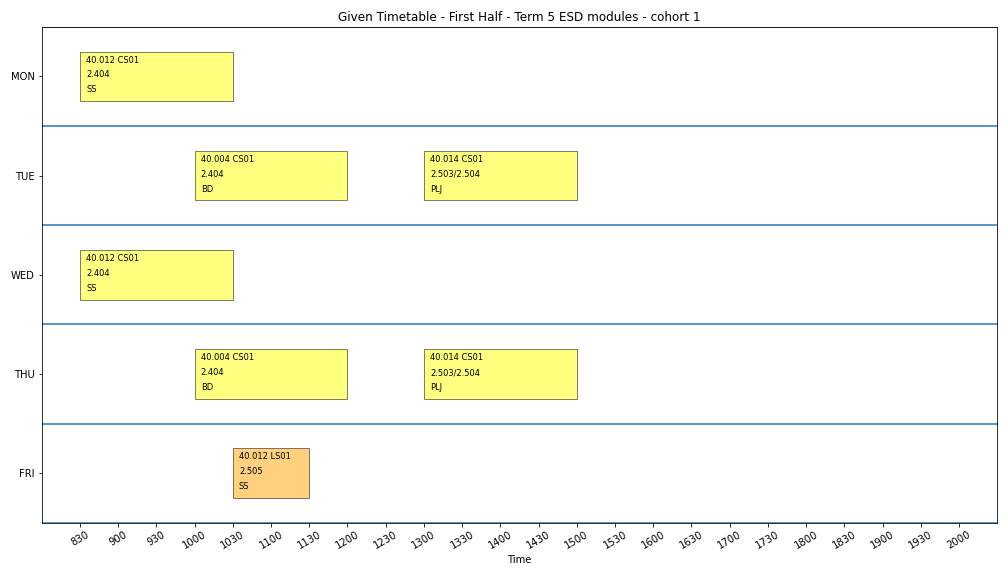 Given Timetable - First Half - Term 5 ESD modules - cohort 1
MON
40.012 CS01
2.404
SS
TUE
40.004 CS01
2.404
BD
40.014 CS01
2.503/2.504
PLJ
WED
40.012 CS01
2.404
SS
THU
40.004 CS01
2.404
BD
40.014 CS01
2.503/2.504
PLJ
FRI
40.012 LS01
2.505
SS
830 900 930 1000 1030 1100 1130 1200 1230 1300 1330 1400 1430 1500 1600 1630 1700 1730 1800 1830 1900 1930 2000
Time